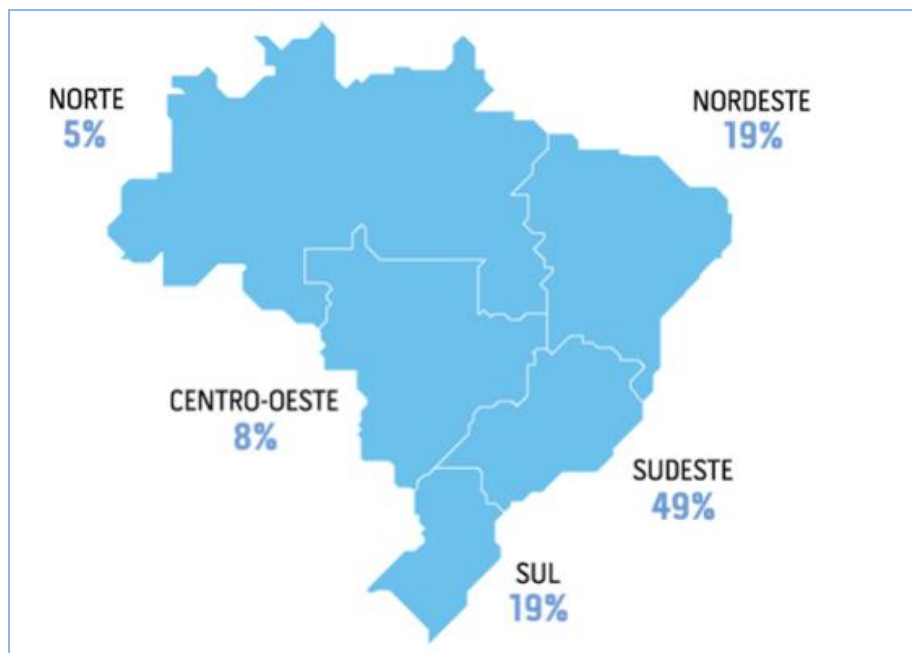 NORTE
5%
NORDESTE
19%
CENTRO-OESTE
8%
SUDESTE
49%
SUL
19%